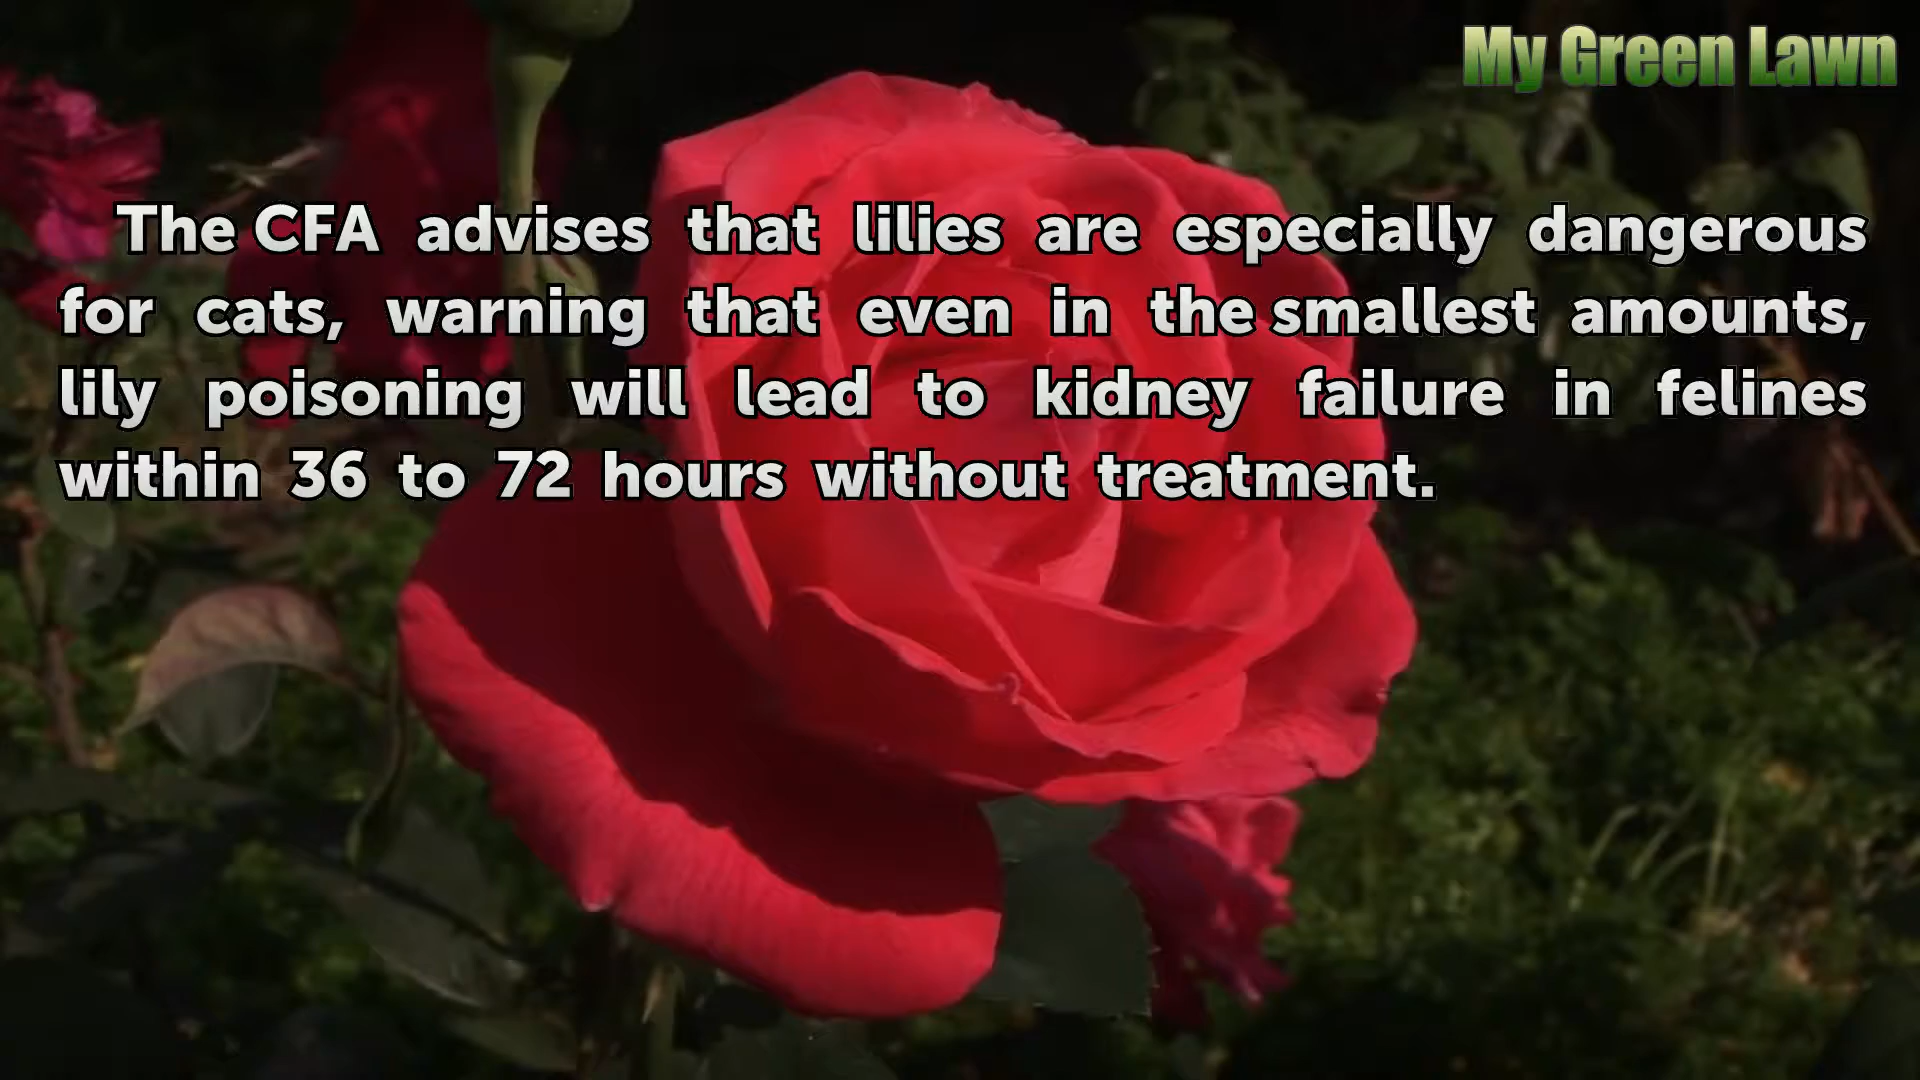 My Green Lawn
The CFA advises that lilies are especially dangerous
for cats, warning that even in the smallest amounts,
lily poisoning will lead to kidney failure in felines
within 36 to 72 hours without treatment.